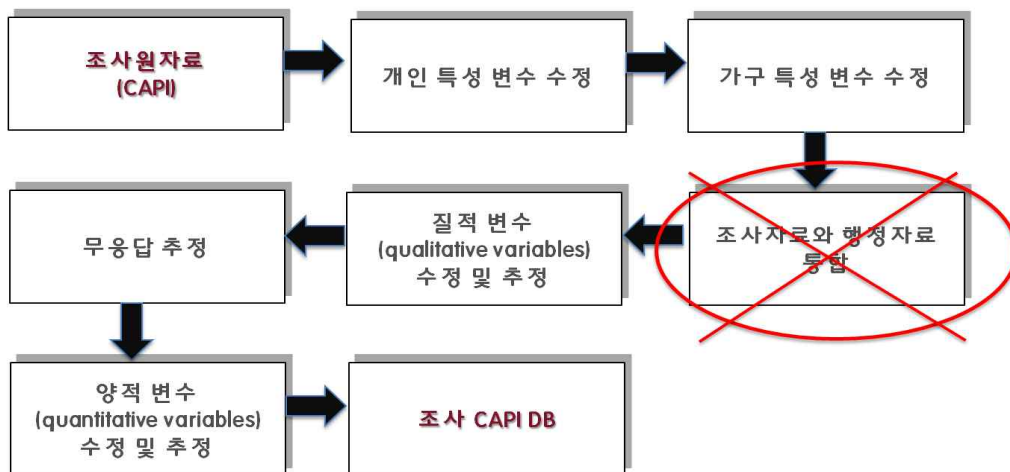 조사원자료
(CAPI)
개인 특성 변수 수정
가구 특성 변수 수정
조사자료와 행정자료
통합
질적 변수
(qualitative variables)
수정 및 추정
무응답 추정
양적 변수
(quantitative variables)
수정 및 추정
조사 CAPI DB